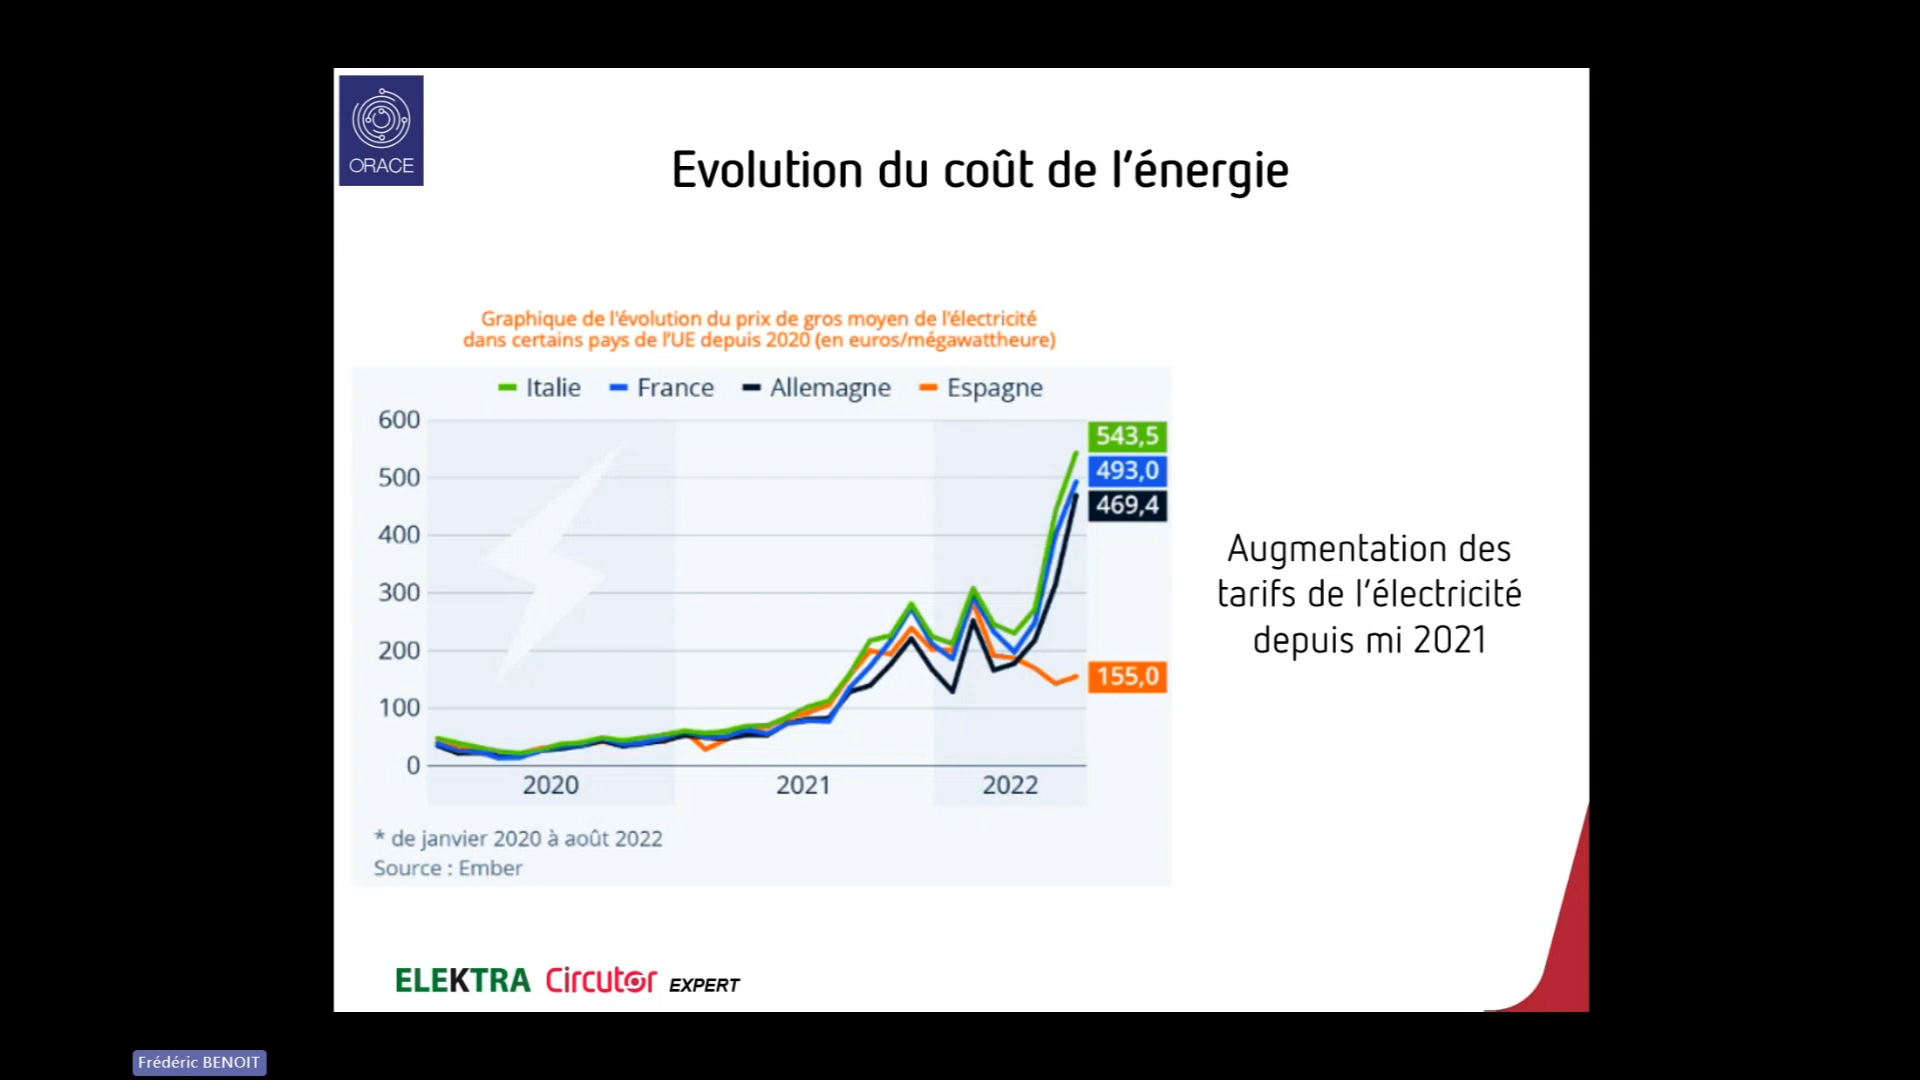 ORACE
Evolution du coût de l’énergie
Graphique de l'évolution du prix de gros moyen de l'électricité
dans certains pays de l’UE depuis 2020 (en euros/mégawattheure)
Italie France Allemagne Espagne
600
543,5
500
493,0
469,4
400
300
200
155,0
100
0
2020 2021 2022
* de janvier 2020 à août 2022
Source : Ember
Augmentation des
tarifs de l’électricité
depuis mi 2021
ELEKTRA Circutor EXPERT
Frédéric BENOIT